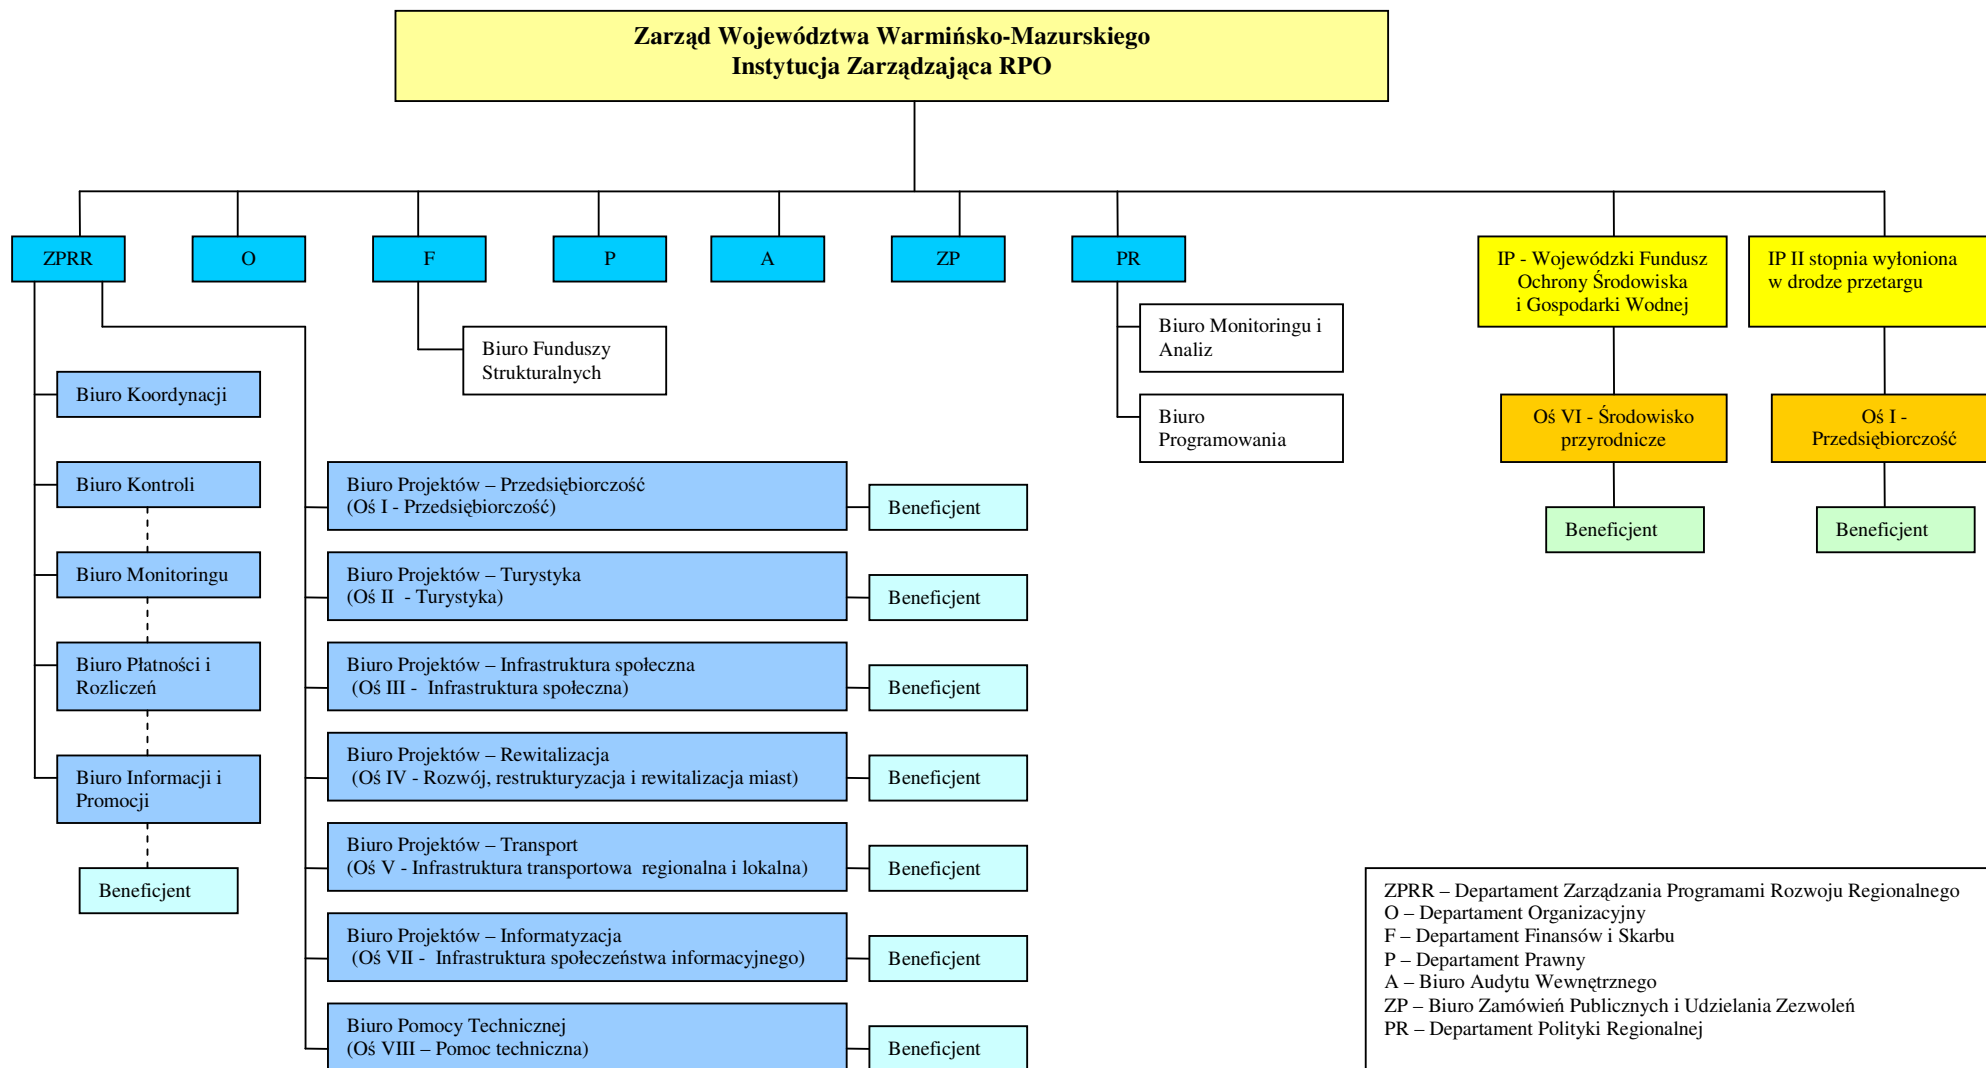 Zarząd Województwa Warmińsko-Mazurskiego
Instytucja Zarządzająca RPO
ZPRR
O
F
P
A
ZP
PR
IP - Wojewódzki Fundusz
Ochrony Środowiska
i Gospodarki Wodnej
IP II stopnia wyłoniona
w drodze przetargu
Biuro Funduszy
Strukturalnych
Biuro Monitoringu i
Analiz
Biuro
Programowania
Oś VI - Środowisko
przyrodnicze
Oś I -
Przedsiębiorczość
Beneficjent
Beneficjent
Biuro Koordynacji
Biuro Kontroli
Biuro Monitoringu
Biuro Płatności i
Rozliczeń
Biuro Informacji i
Promocji
Beneficjent
Biuro Projektów – Przedsiębiorczość
(Oś I - Przedsiębiorczość)
Beneficjent
Biuro Projektów – Turystyka
(Oś II  - Turystyka)
Beneficjent
Biuro Projektów – Infrastruktura społeczna
(Oś III -  Infrastruktura społeczna)
Beneficjent
Biuro Projektów – Rewitalizacja
(Oś IV - Rozwój, restrukturyzacja i rewitalizacja miast)
Beneficjent
Biuro Projektów – Transport
(Oś V - Infrastruktura transportowa  regionalna i lokalna)
Beneficjent
Biuro Projektów – Informatyzacja
(Oś VII -  Infrastruktura społeczeństwa informacyjnego)
Beneficjent
Biuro Pomocy Technicznej
(Oś VIII – Pomoc techniczna)
Beneficjent
ZPRR – Departament Zarządzania Programami Rozwoju Regionalnego
O – Departament Organizacyjny
F – Departament Finansów i Skarbu
P – Departament Prawny
A – Biuro Audytu Wewnętrznego
ZP – Biuro Zamówień Publicznych i Udzielania Zezwoleń
PR – Departament Polityki Regionalnej